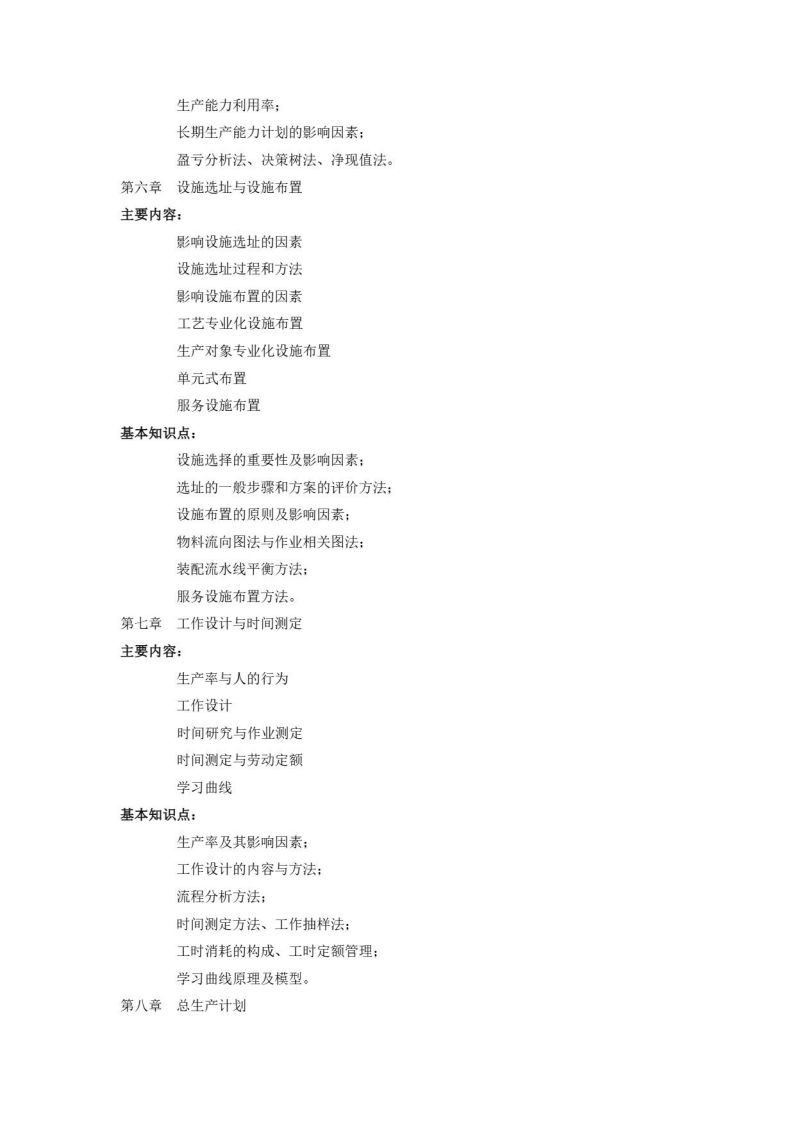 生产能力利用率；
长期生产能力计划的影响因素；
盈亏分析法、决策树法、净现值法。
第六章　设施选址与设施布置
主要内容：
影响设施选址的因素
设施选址过程和方法
影响设施布置的因素
工艺专业化设施布置
生产对象专业化设施布置
单元式布置
服务设施布置
基本知识点：
设施选择的重要性及影响因素；
选址的一般步骤和方案的评价方法；
设施布置的原则及影响因素；
物料流向图法与作业相关图法；
装配流水线平衡方法；
服务设施布置方法。
第七章　工作设计与时间测定
主要内容：
生产率与人的行为
工作设计
时间研究与作业测定
时间测定与劳动定额
学习曲线
基本知识点：
生产率及其影响因素；
工作设计的内容与方法；
流程分析方法；
时间测定方法、工作抽样法；
工时消耗的构成、工时定额管理；
学习曲线原理及模型。
第八章　总生产计划